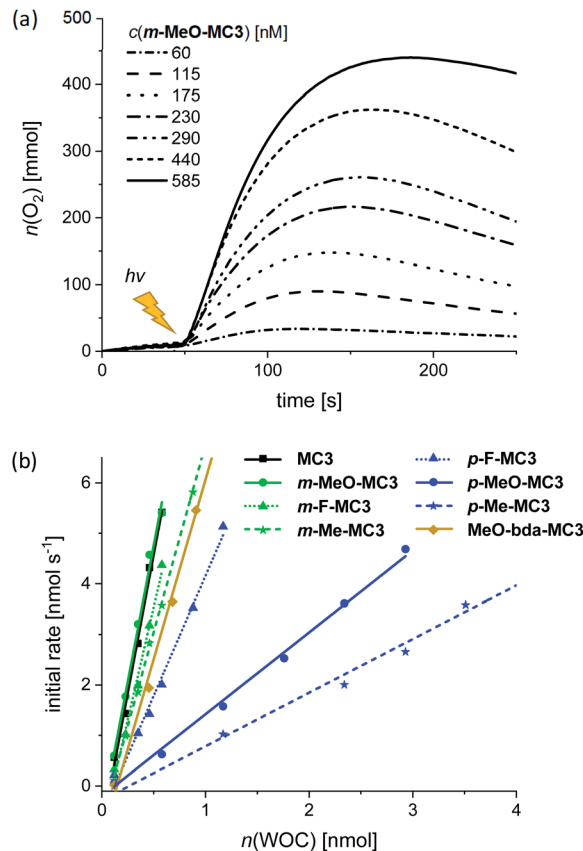 (a)
c(m-MeO-MC3) [nM]
60
115
175
230
290
440
585
hν
n(O₂) [mmol]
500
400
300
200
100
0
0 100 200
time [s]
(b)
MC3
m-MeO-MC3
m-F-MC3
m-Me-MC3
p-F-MC3
p-MeO-MC3
p-Me-MC3
MeO-bda-MC3
initial rate [nmol s⁻¹]
6
4
2
0
0 1 2 3 4
n(WOC) [nmol]